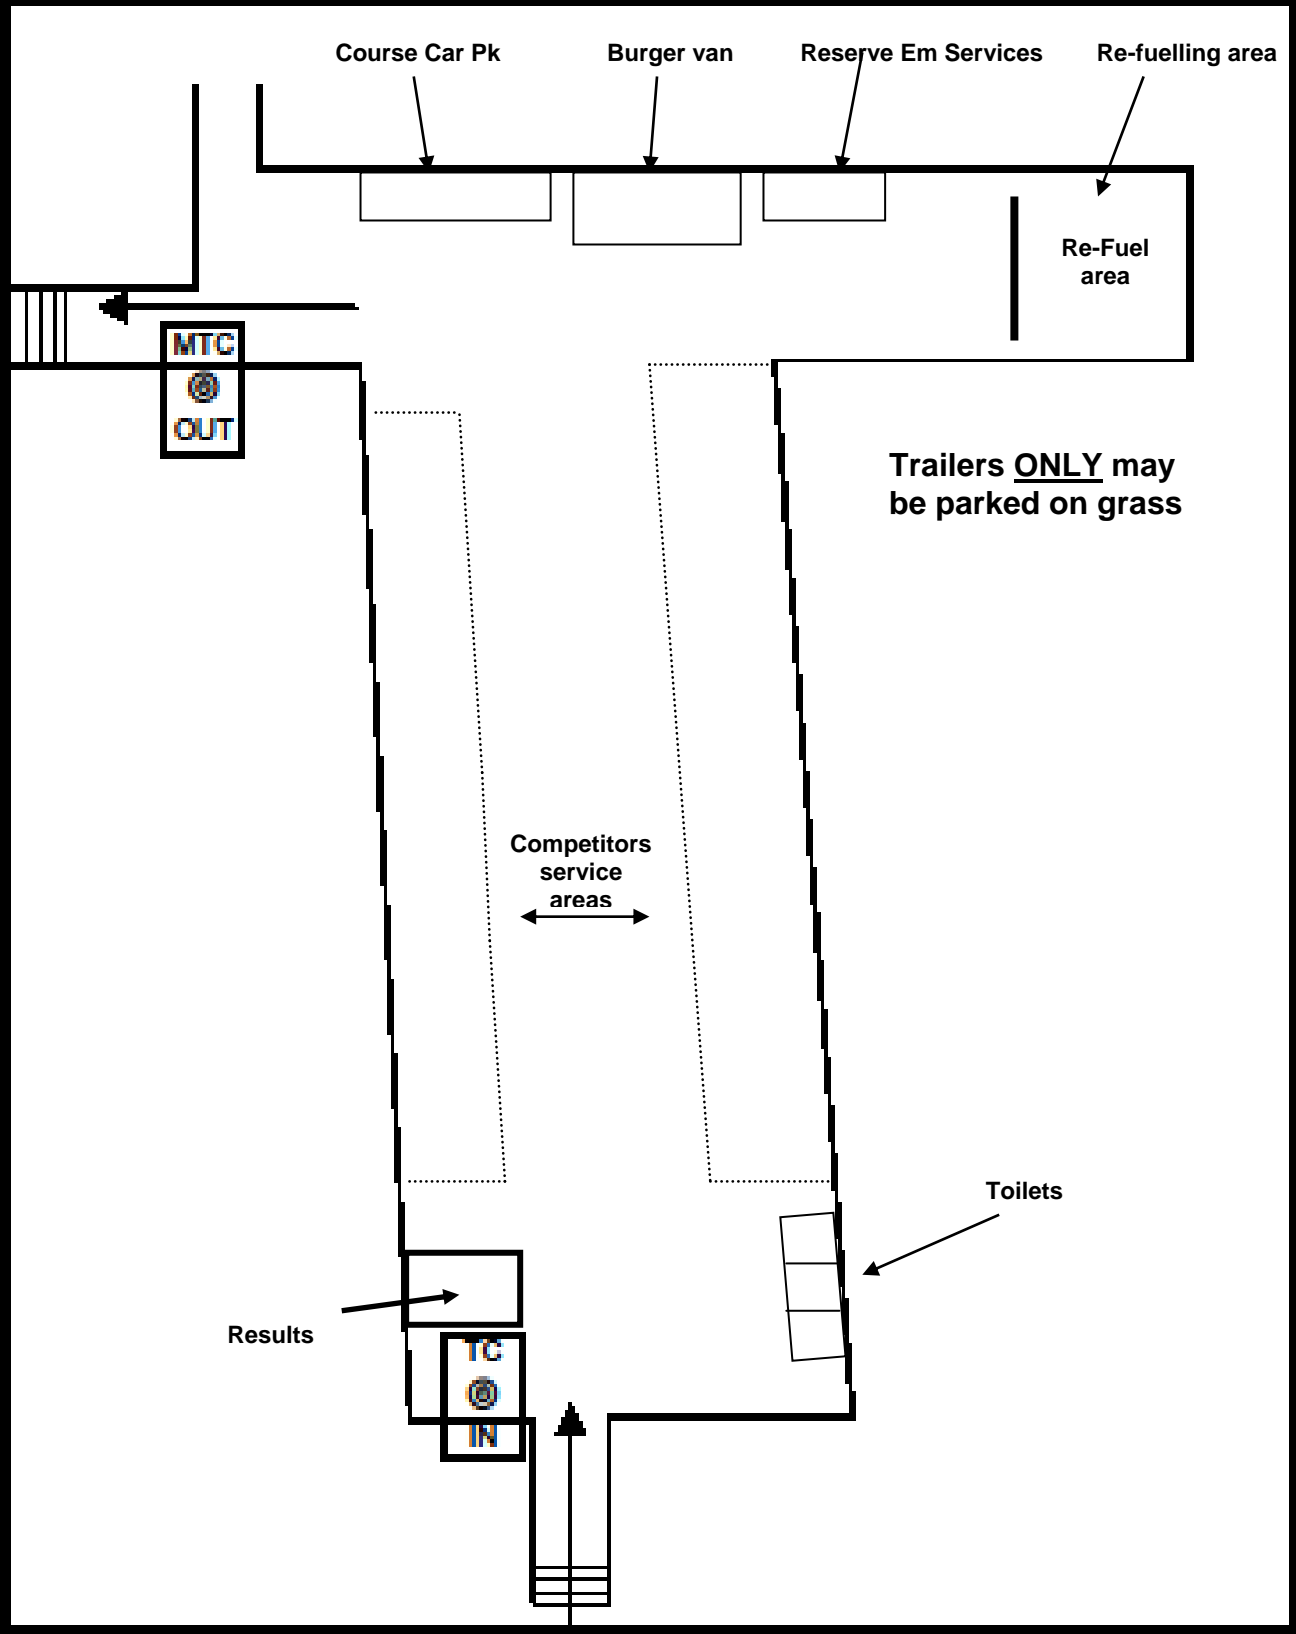 Course Car Pk
Burger van
Reserve Em Services
Re-fuelling area
Re-Fuel
area
MTC
@
OUT
Trailers ONLY may
be parked on grass
Competitors
service
areas
Toilets
Results
TC
@
IN